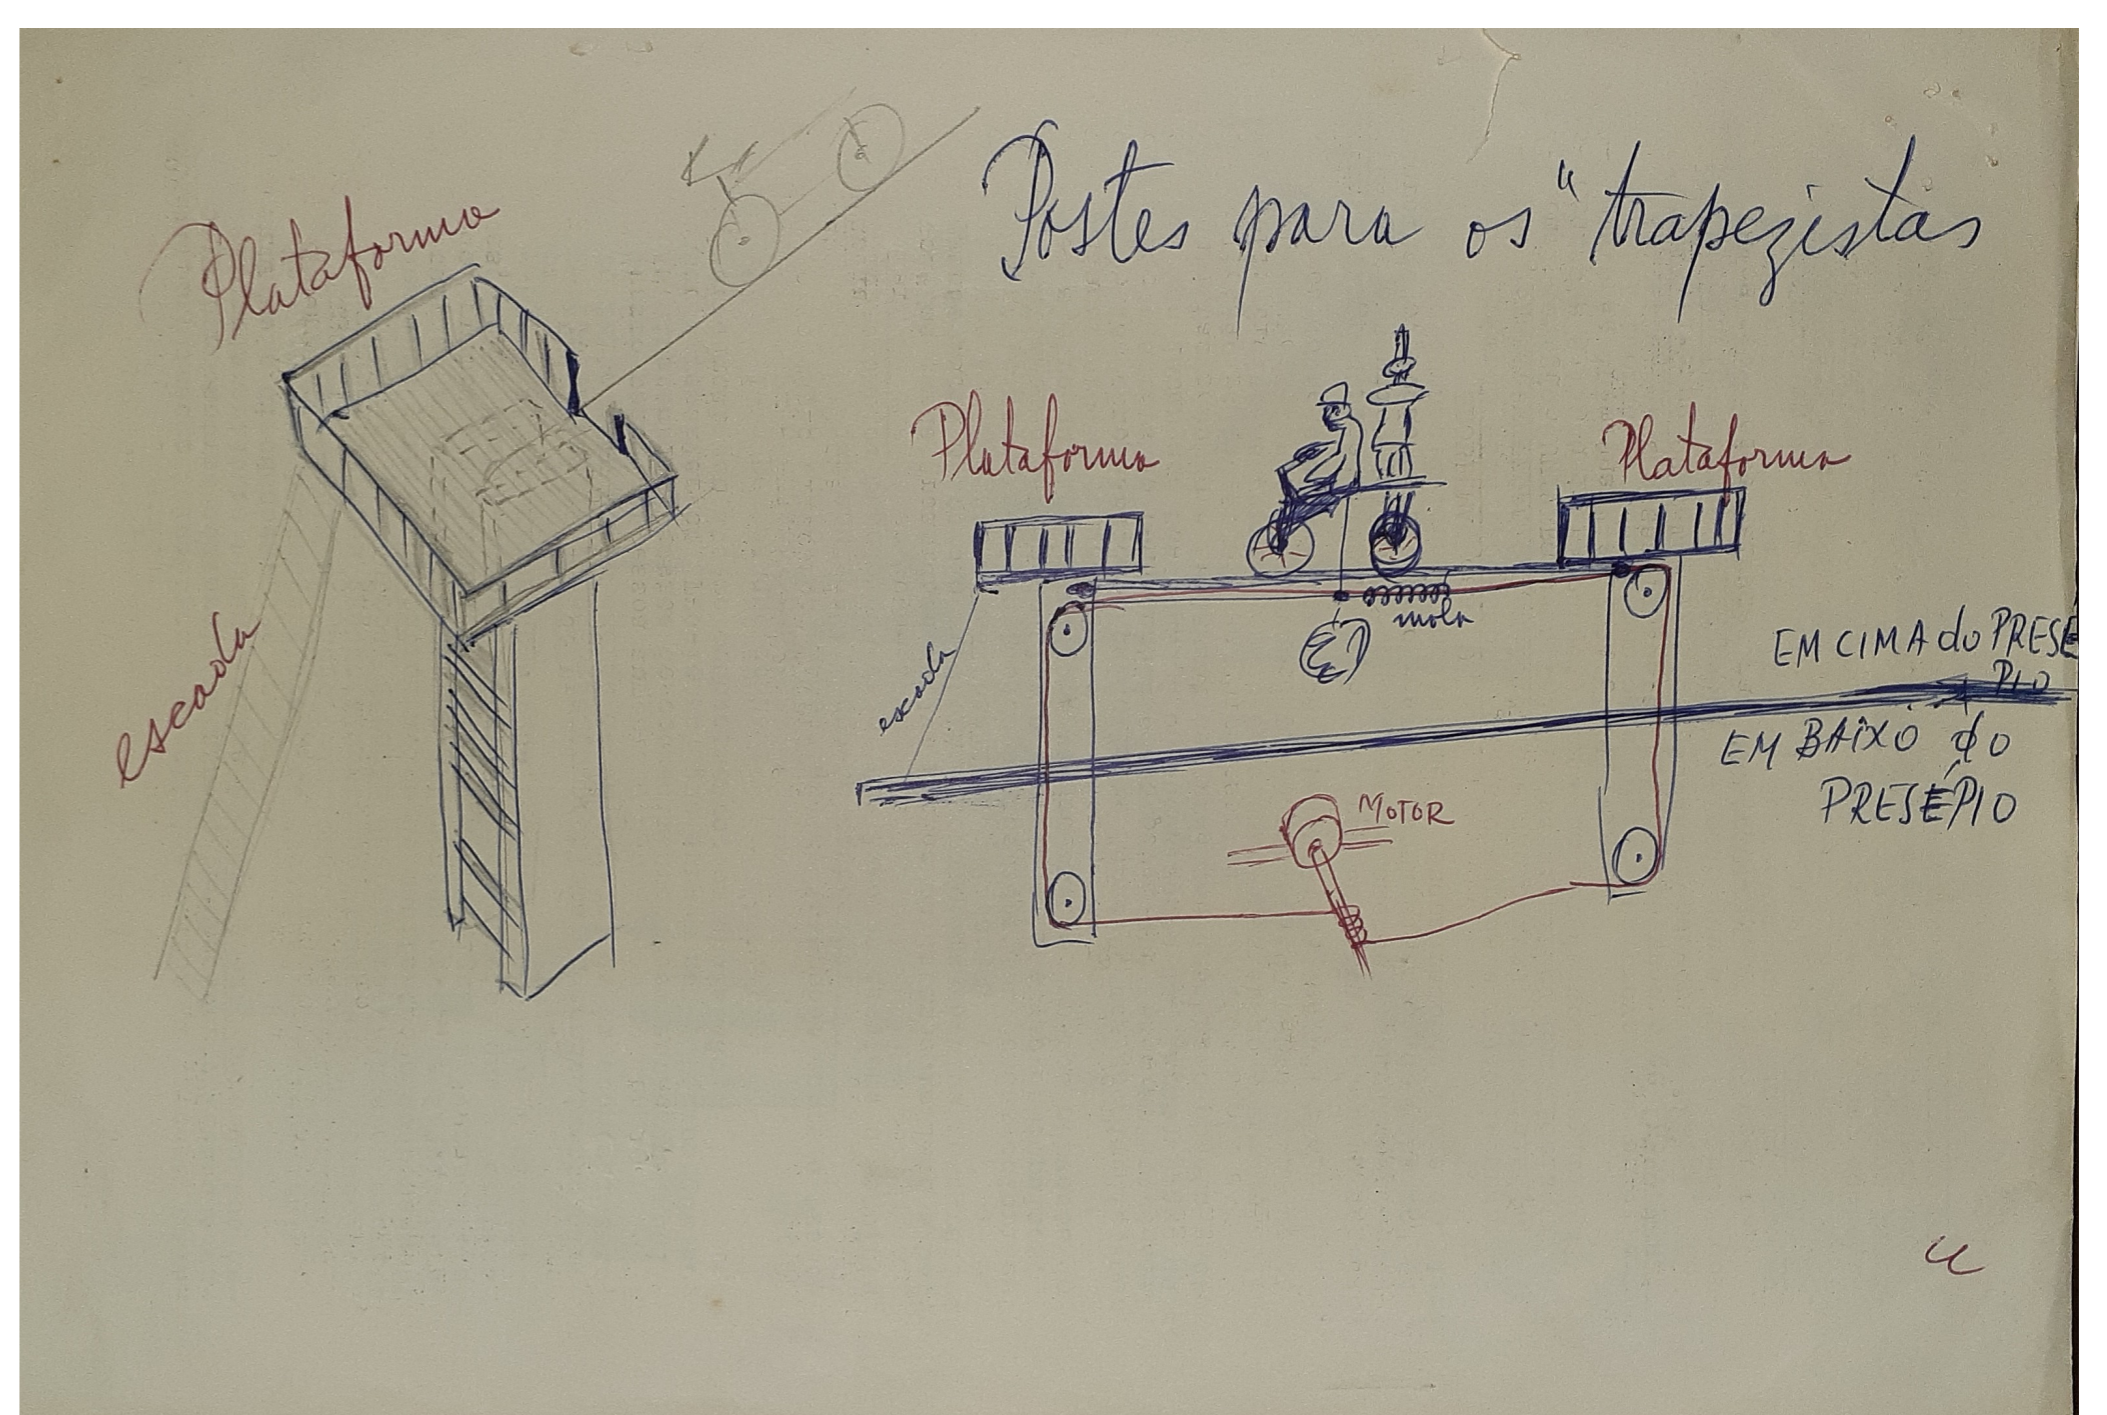 Postes para os "trapezistas
Plataforma
escada
Plataforma
Plataforma
mola
escada
EM CIMA do PRESÉ
PIO
EM BAIXO do
PRESÉPIO
MOTOR